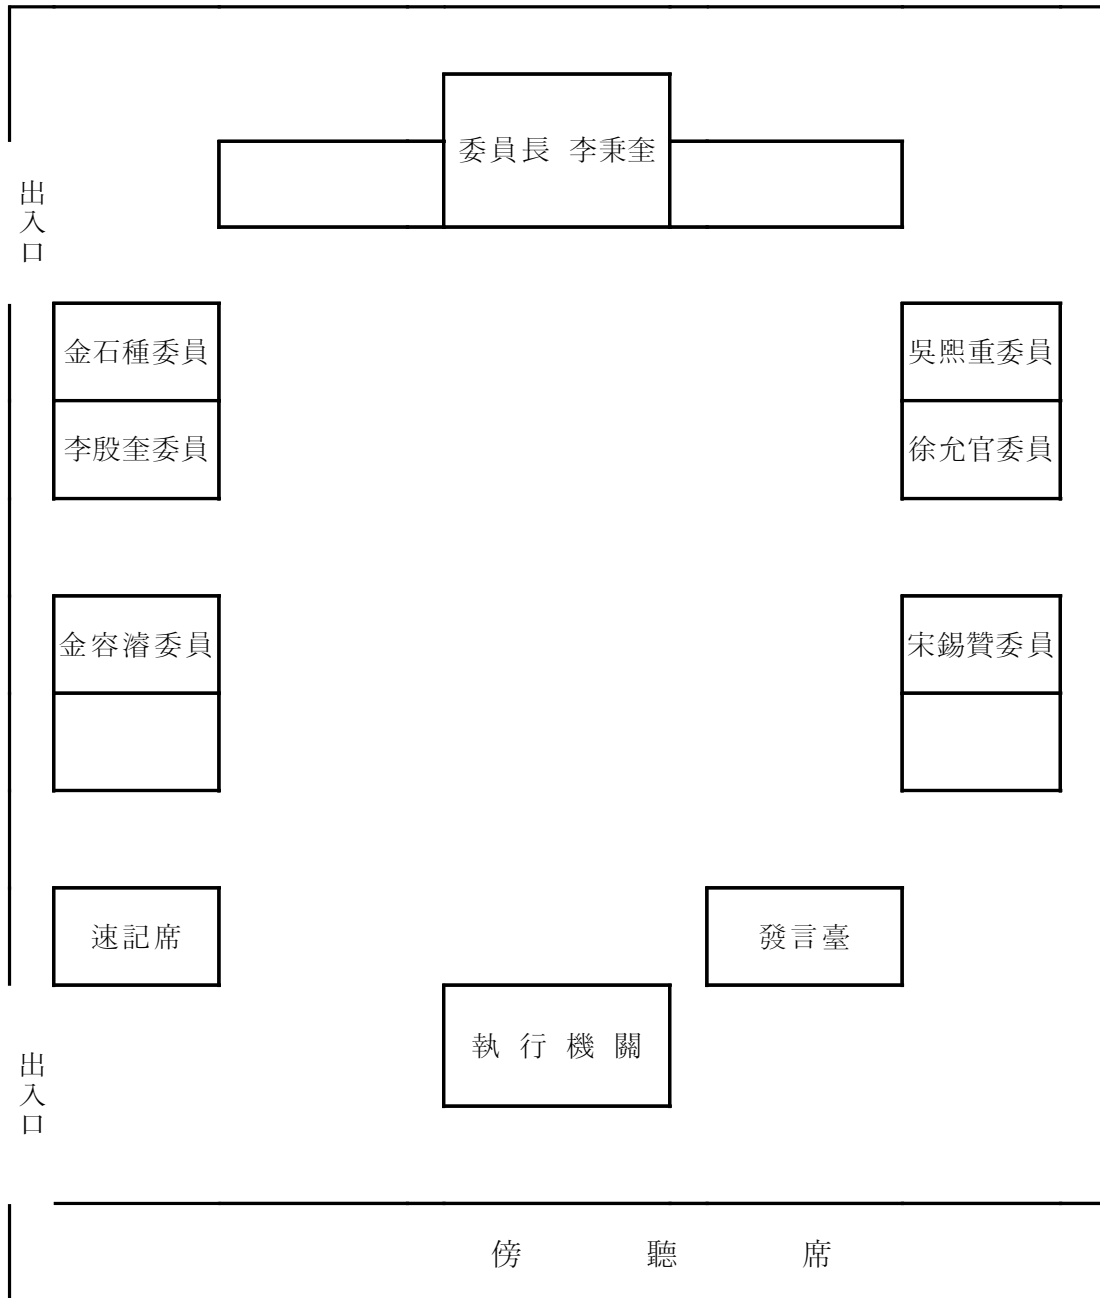 委員長 李秉奎
出入口
金石種委員
吳熙重委員
李殷奎委員
徐允官委員
金容濬委員
宋錫贊委員
速記席
發言臺
執行機關
出入口
傍聽席